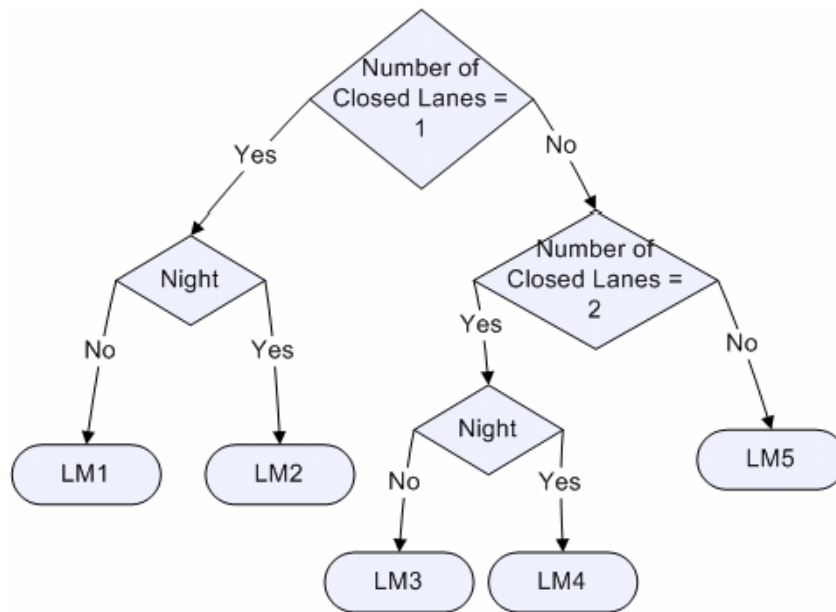 Number of
Closed Lanes =
1
Yes
No
Night
Number of
Closed Lanes =
2
No
Yes
Yes
No
LM1
LM2
Night
LM5
No
Yes
LM3
LM4